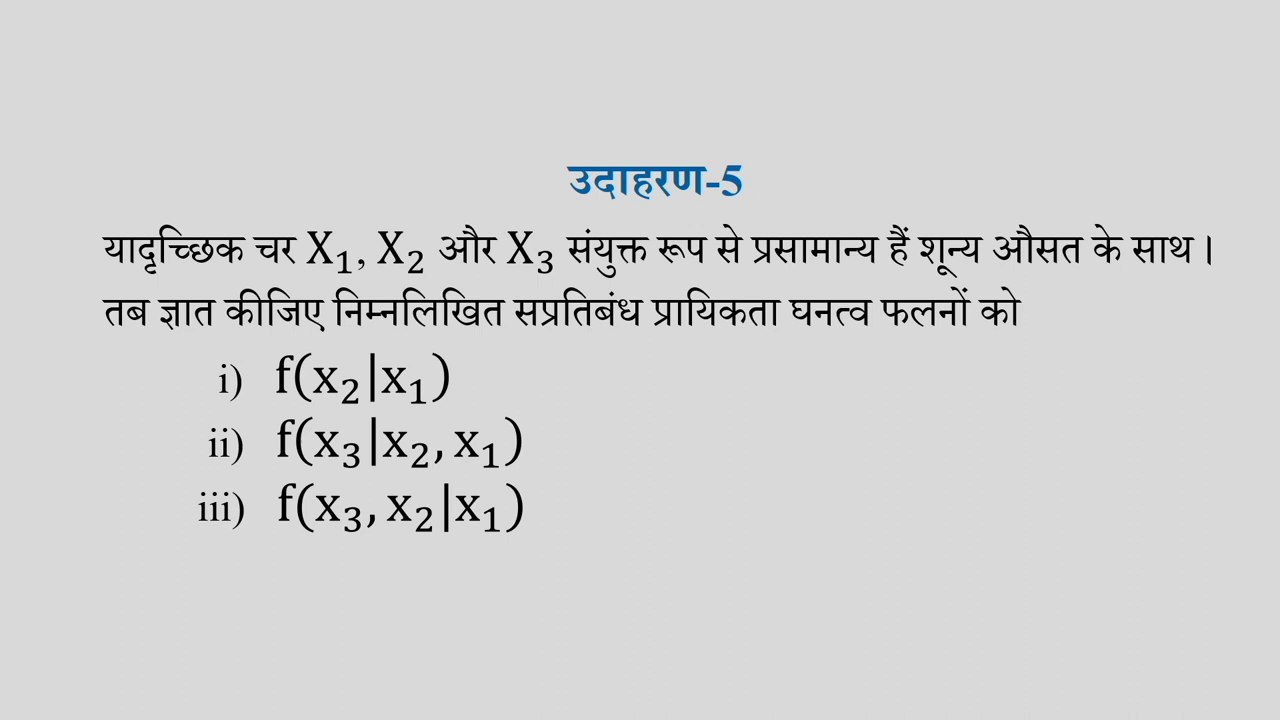 उदाहरण-5
यादृच्छिक चर X₁, X₂ और X₃ संयुक्त रूप से प्रसामान्य हैं शून्य औसत के साथ।
तब ज्ञात कीजिए निम्नलिखित सप्रतिबंध प्रायिकता घनत्व फलनों को
i) f(x₂|x₁)
ii) f(x₃|x₂, x₁)
iii) f(x₃, x₂|x₁)